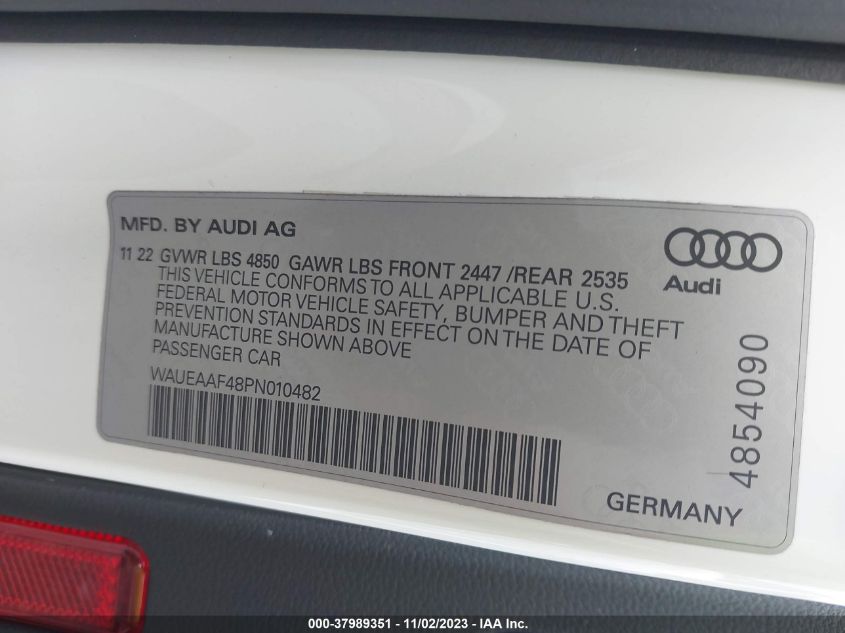 MFD. BY AUDI AG
11 22 GVWR LBS 4850 GAWR LBS FRONT 2447 /REAR 2535
THIS VEHICLE CONFORMS TO ALL APPLICABLE U.S.
FEDERAL MOTOR VEHICLE SAFETY, BUMPER AND THEFT
PREVENTION STANDARDS IN EFFECT ON THE DATE OF
MANUFACTURE SHOWN ABOVE
PASSENGER CAR
WAUEAAF48PN010482
Audi
4854090
GERMANY
000-37989351 - 11/02/2023 - IAA Inc.